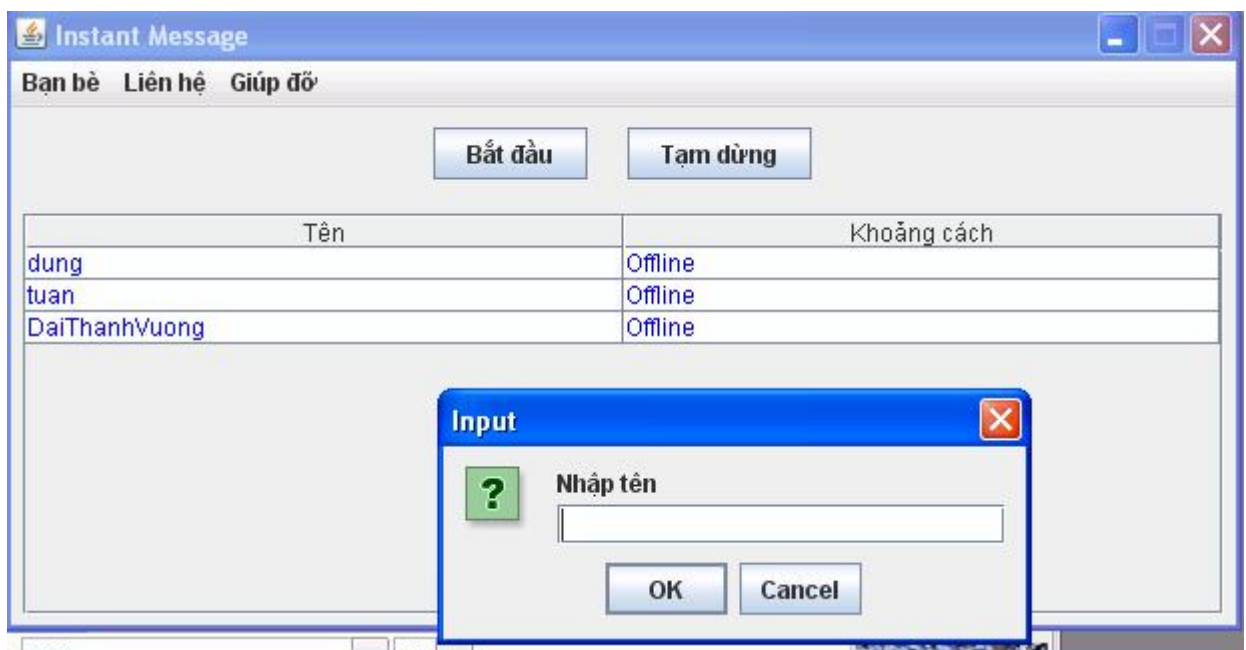 Instant Message
Bạn bè Liên hệ Giúp đỡ
Bắt đầu Tạm dừng
Tên Khoảng cách
dung Offline
tuan Offline
DaiThanhVuong Offline
Input
Nhập tên
OK Cancel